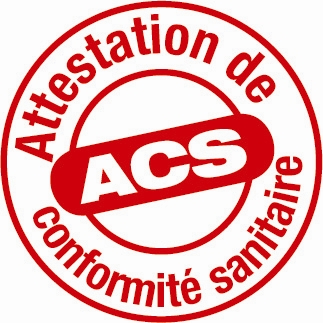 Attestation de
ACS
conformité sanitaire